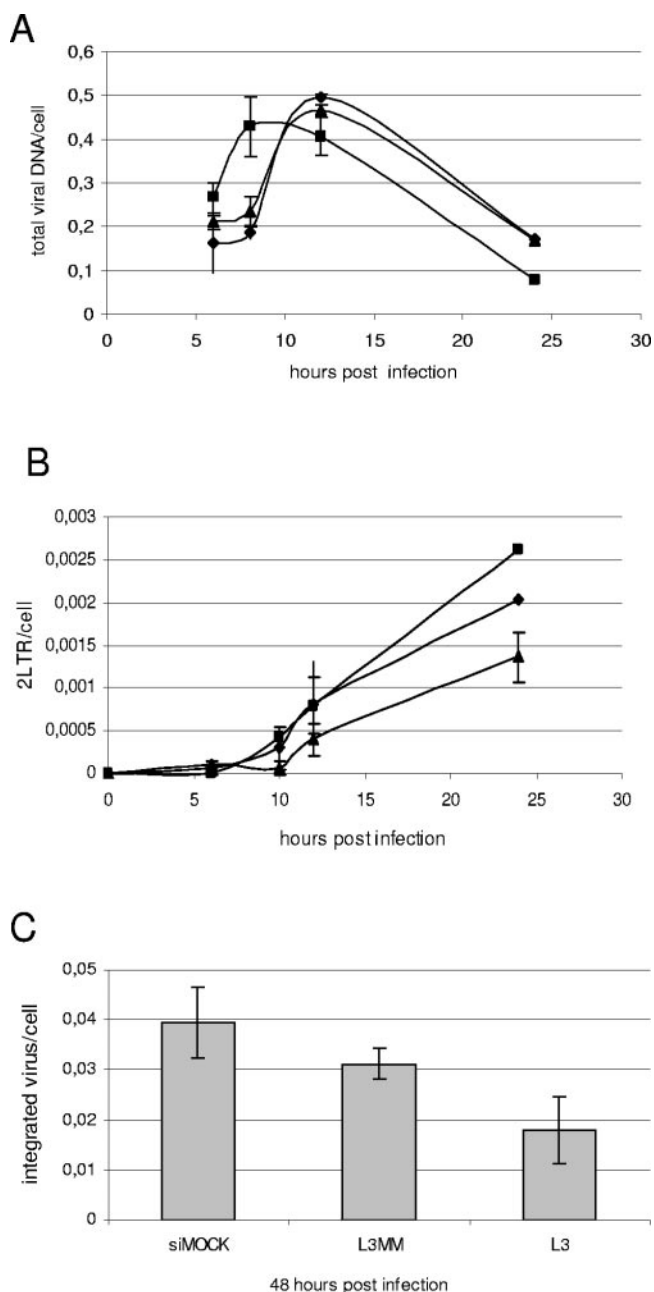 A
total viral DNA/cell
0,6
0,5
0,4
0,3
0,2
0,1
0
0 5 10 15 20 25 30
hours post infection
B
2LTR/cell
0,003
0,0025
0,002
0,0015
0,001
0,0005
0
0 5 10 15 20 25 30
hours post infection
C
integrated virus/cell
0,05
0,04
0,03
0,02
0,01
0
siMOCK L3MM L3
48 hours post infection